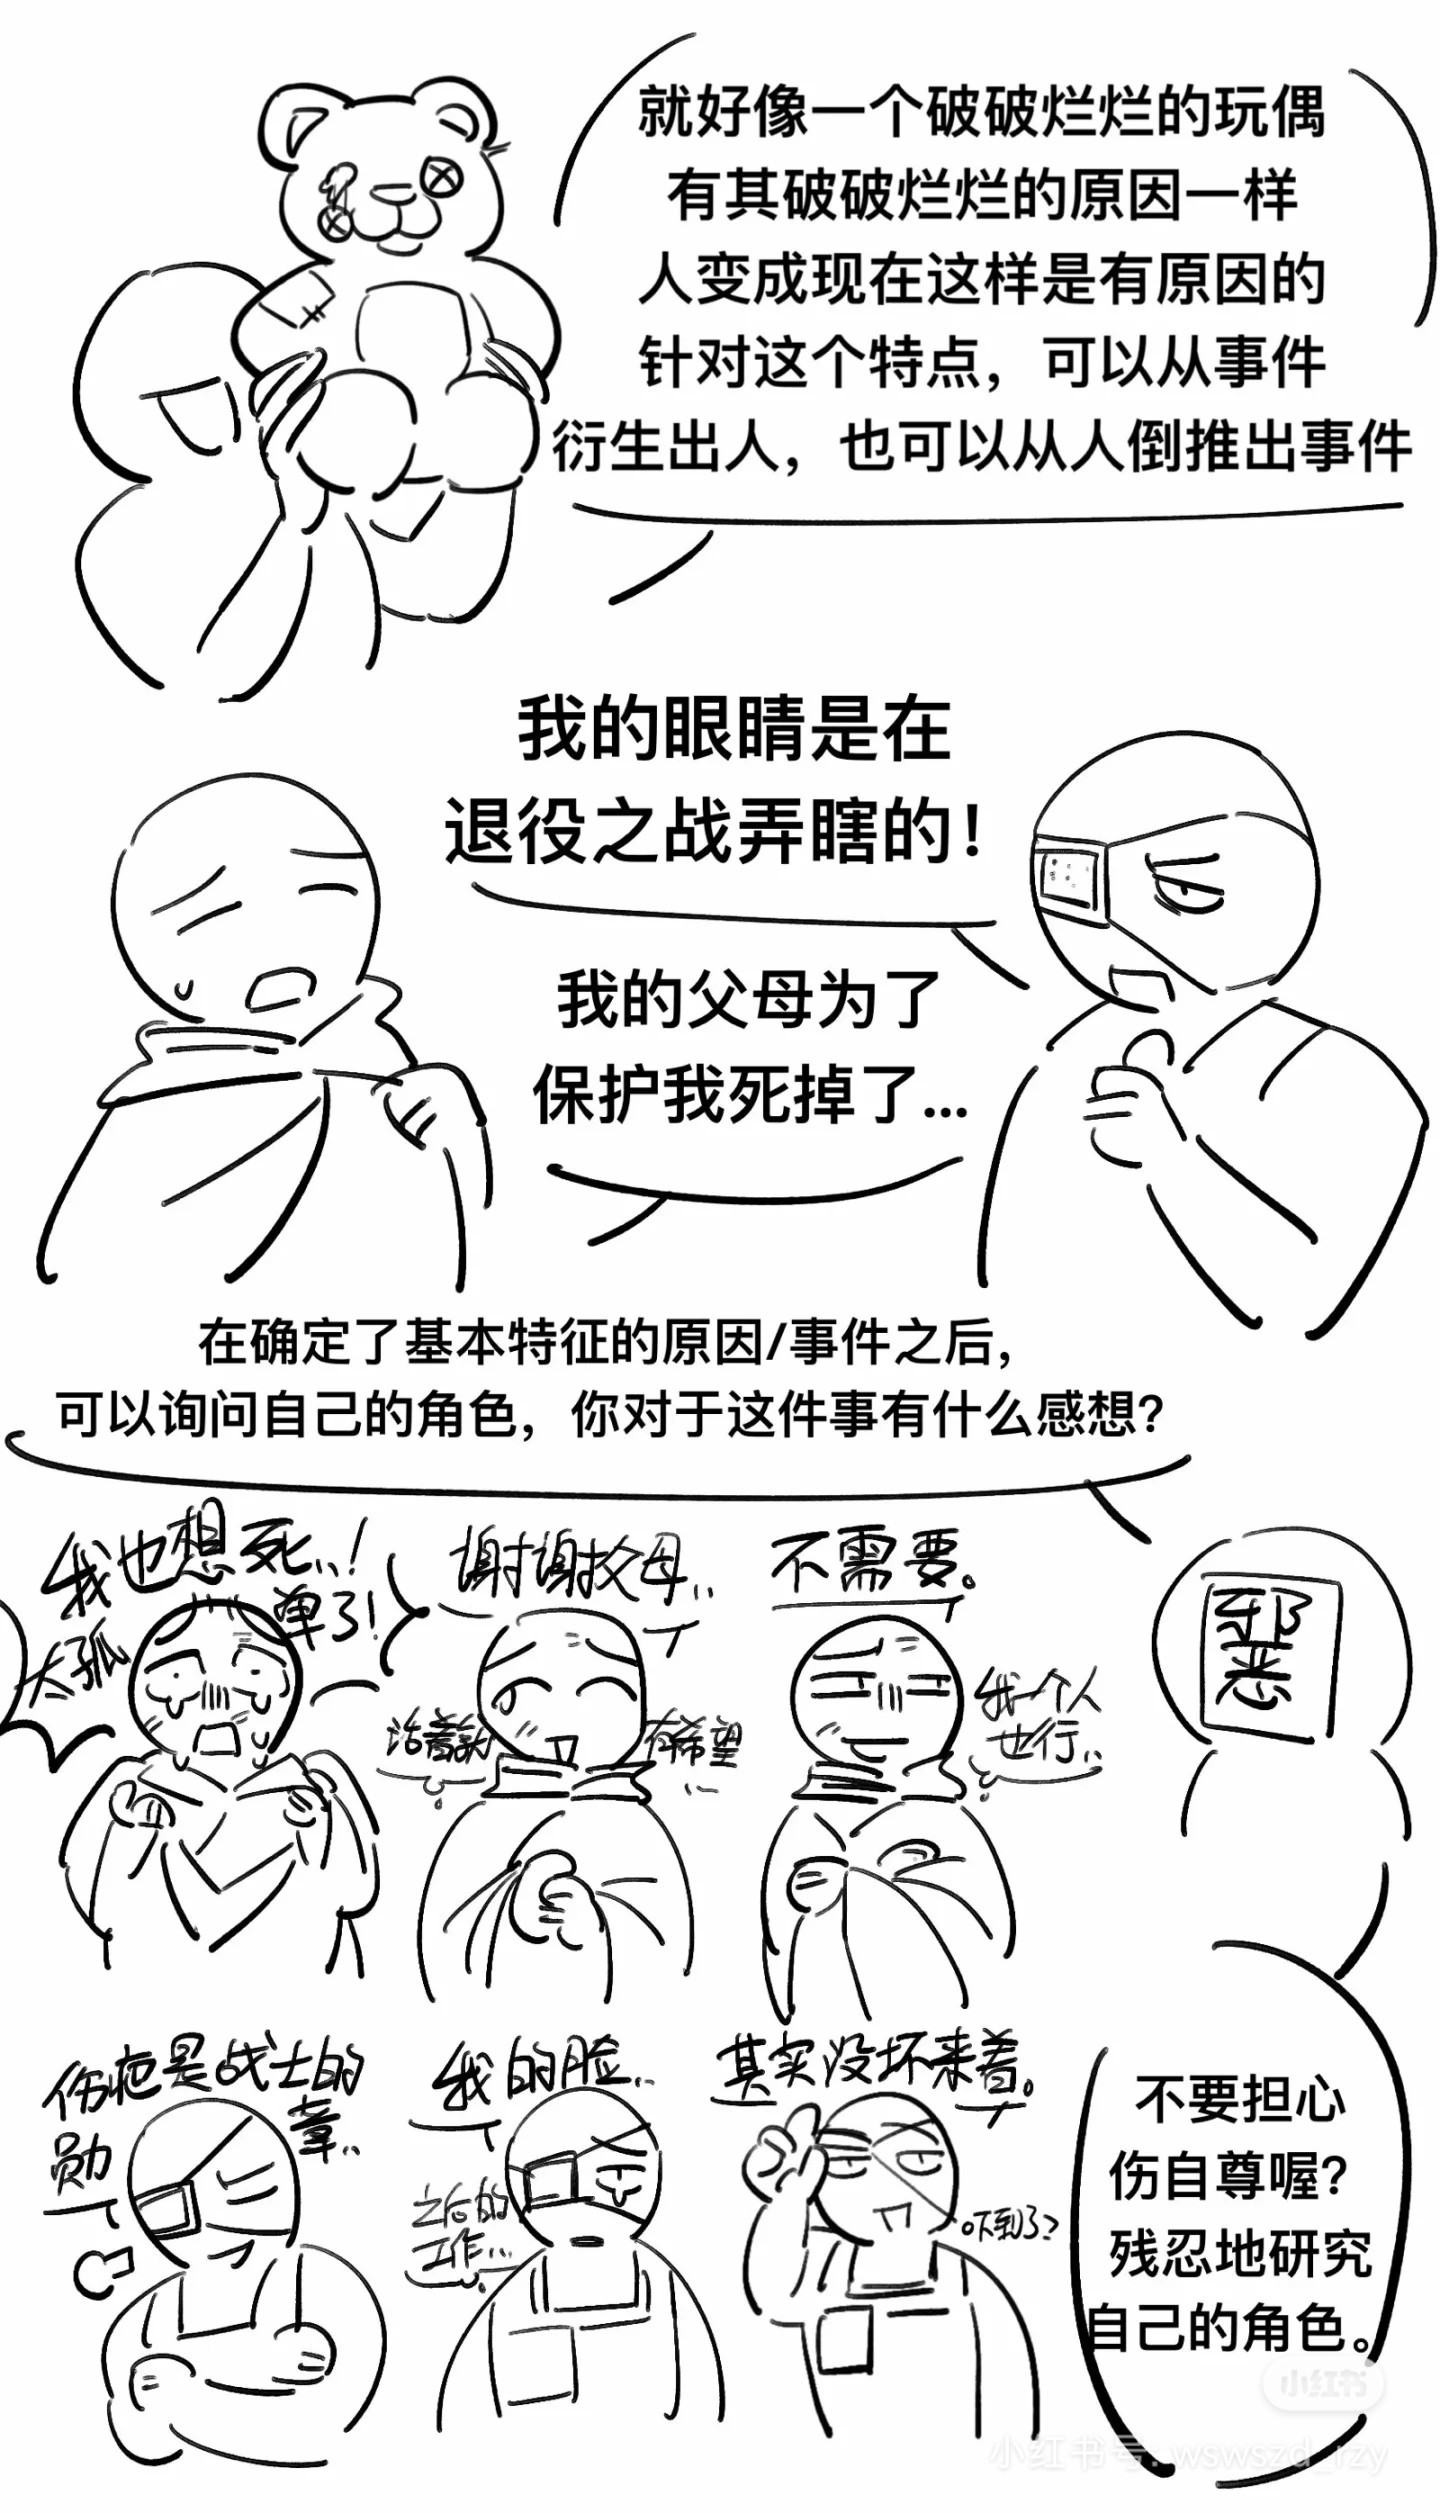 就好像一个破破烂烂的玩偶
有其破破烂烂的原因一样
人变成现在这样是有原因的
针对这个特点，可以从事件
衍生出人，也可以从人倒推出事件
我的眼睛是在
退役之战弄瞎的！
我的父母为了
保护我死掉了...
在确定了基本特征的原因/事件之后，
可以询问自己的角色，你对于这件事有什么感想？
我也想死..！
太孤单了！
谢谢父母..
活着真好
有希望
不需要。
我一个人
也行..
邪恶
伤疤是战士的
勋章..
我的脸..
之后的
工作...
其实没坏来着。
吓到了？
不要担心
伤自尊喔？
残忍地研究
自己的角色。
小红书
小红书号: wswszd_rzy